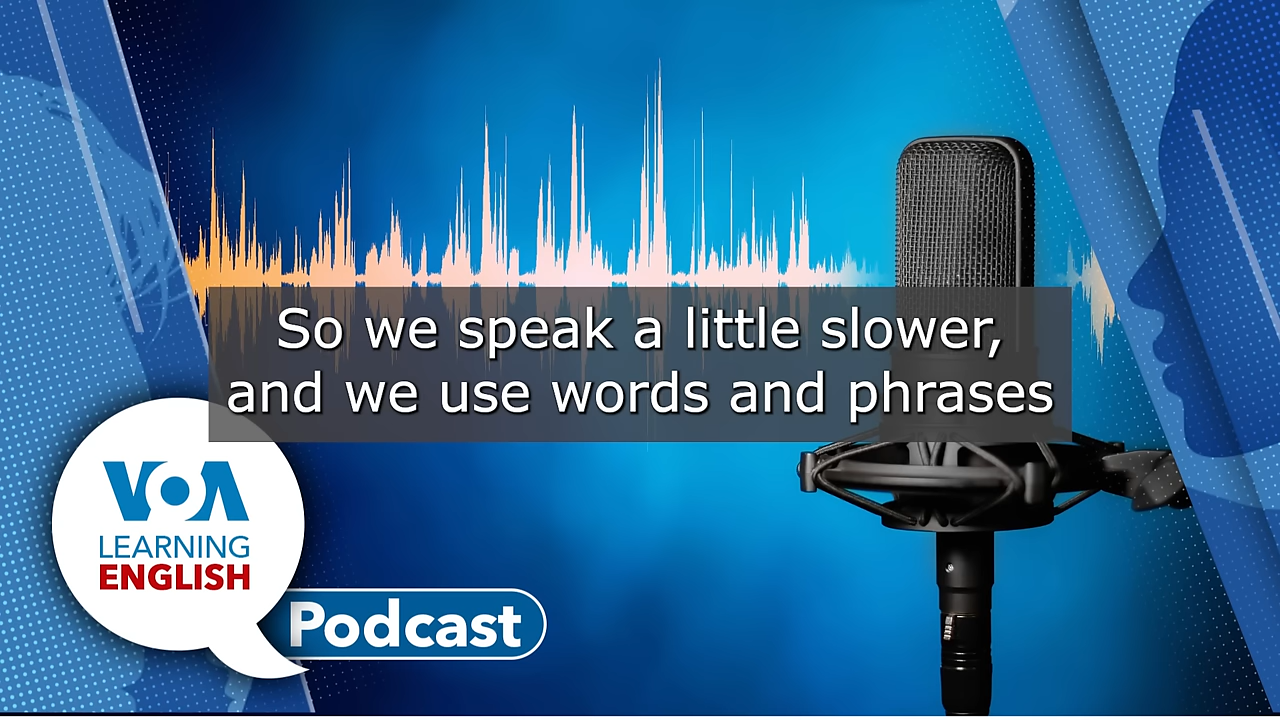 So we speak a little slower,
and we use words and phrases
VOA
LEARNING
ENGLISH
Podcast